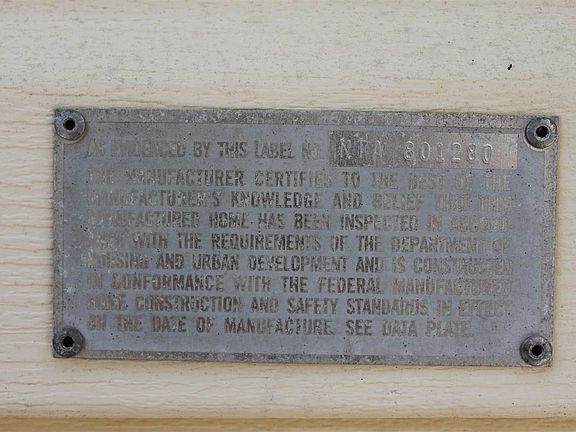 AS EVIDENCED BY THIS LABEL NO. NTA 801280
THE MANUFACTURER CERTIFIES TO THE BEST OF THE
MANUFACTURER'S KNOWLEDGE AND BELIEF THAT THIS
MANUFACTURED HOME HAS BEEN INSPECTED IN ACCORD-
ANCE WITH THE REQUIREMENTS OF THE DEPARTMENT OF
HOUSING AND URBAN DEVELOPMENT AND IS CONSTRUCTED
IN CONFORMANCE WITH THE FEDERAL MANUFACTURED
HOME CONSTRUCTION AND SAFETY STANDARDS IN EFFECT
ON THE DATE OF MANUFACTURE. SEE DATA PLATE.